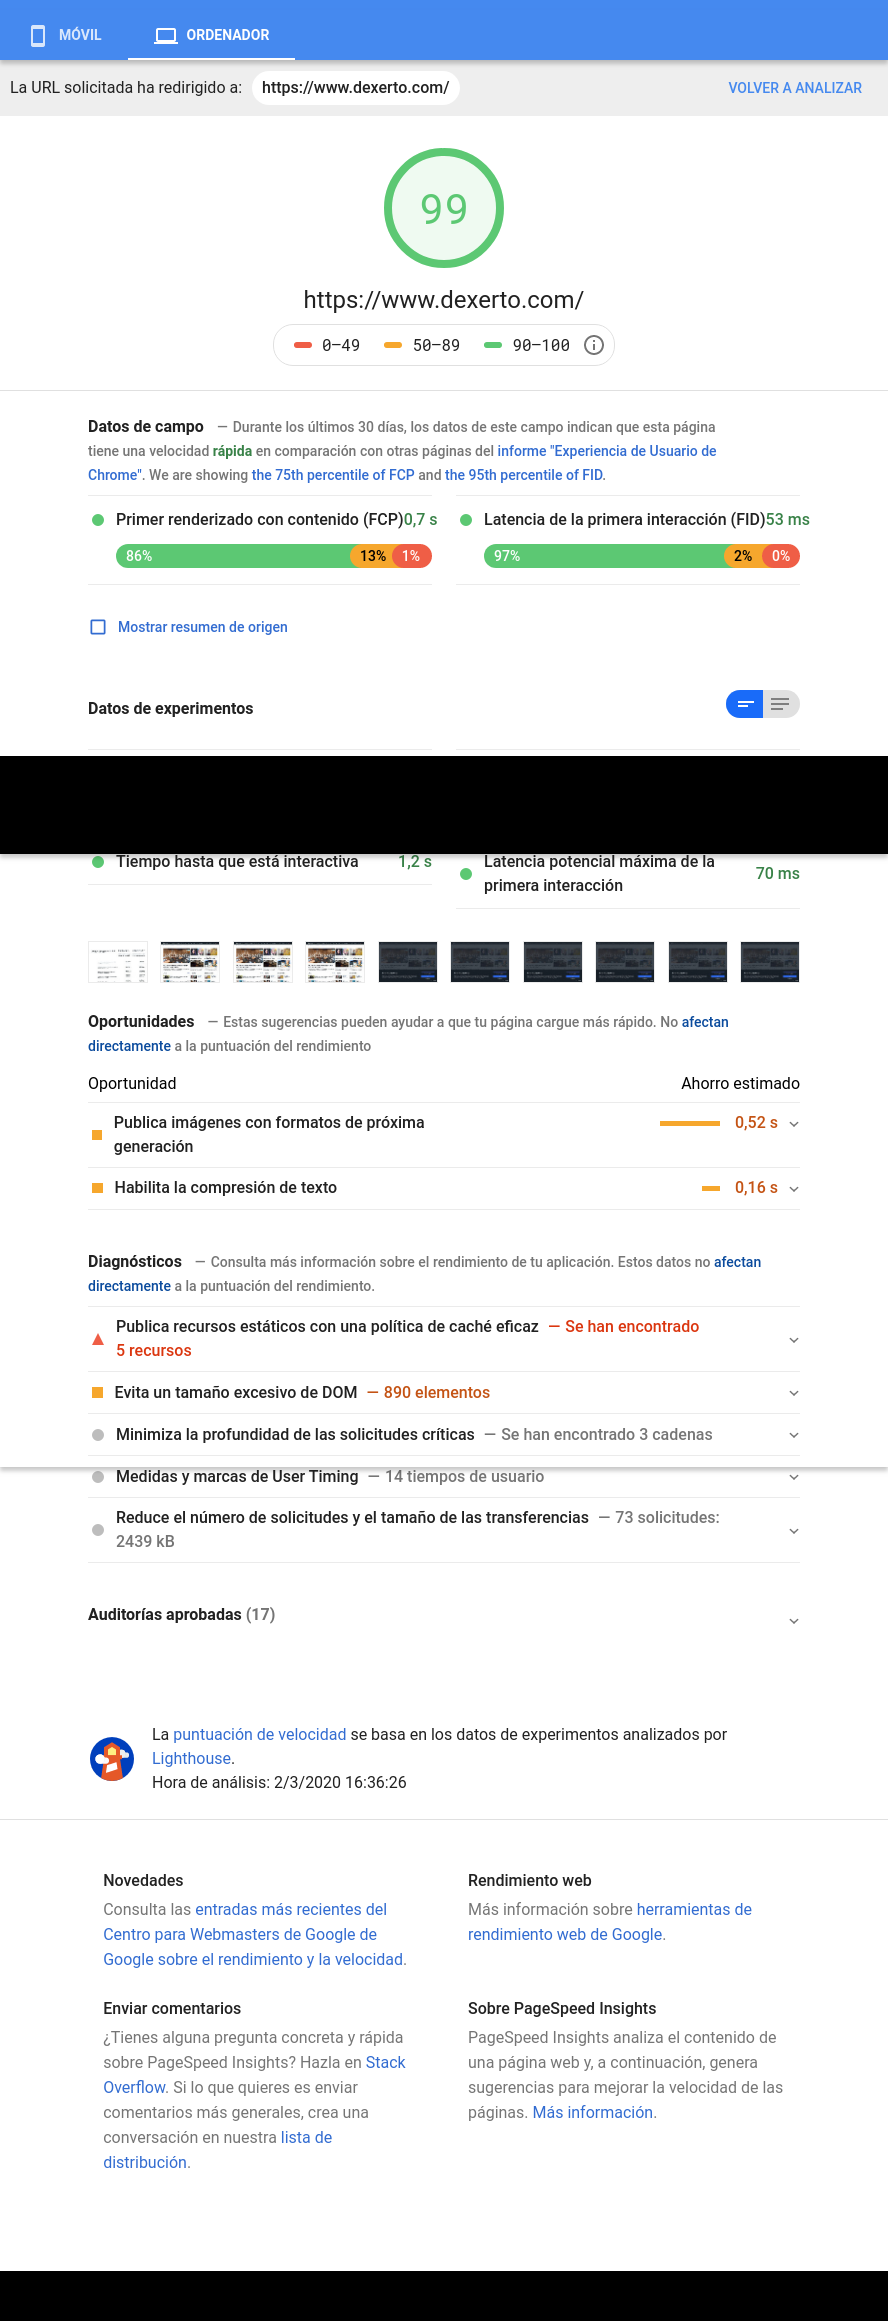 MÓVIL ORDENADOR
La URL solicitada ha redirigido a: https://www.dexerto.com/ VOLVER A ANALIZAR
99
https://www.dexerto.com/
0–49 50–89 90–100
Datos de campo — Durante los últimos 30 días, los datos de este campo indican que esta página
tiene una velocidad rápida en comparación con otras páginas del informe "Experiencia de Usuario de
Chrome". We are showing the 75th percentile of FCP and the 95th percentile of FID.
Primer renderizado con contenido (FCP) 0,7 s
86% 13% 1%
Latencia de la primera interacción (FID) 53 ms
97% 2% 0%
Mostrar resumen de origen
Datos de experimentos
Tiempo hasta que está interactiva 1,2 s
Latencia potencial máxima de la
primera interacción
70 ms
Oportunidades — Estas sugerencias pueden ayudar a que tu página cargue más rápido. No afectan
directamente a la puntuación del rendimiento
Oportunidad Ahorro estimado
Publica imágenes con formatos de próxima
generación
0,52 s
Habilita la compresión de texto 0,16 s
Diagnósticos — Consulta más información sobre el rendimiento de tu aplicación. Estos datos no afectan
directamente a la puntuación del rendimiento.
Publica recursos estáticos con una política de caché eficaz — Se han encontrado
5 recursos
Evita un tamaño excesivo de DOM — 890 elementos
Minimiza la profundidad de las solicitudes críticas — Se han encontrado 3 cadenas
Medidas y marcas de User Timing — 14 tiempos de usuario
Reduce el número de solicitudes y el tamaño de las transferencias — 73 solicitudes:
2439 kB
Auditorías aprobadas (17)
La puntuación de velocidad se basa en los datos de experimentos analizados por
Lighthouse.
Hora de análisis: 2/3/2020 16:36:26
Novedades
Consulta las entradas más recientes del
Centro para Webmasters de Google de
Google sobre el rendimiento y la velocidad.
Rendimiento web
Más información sobre herramientas de
rendimiento web de Google.
Enviar comentarios
¿Tienes alguna pregunta concreta y rápida
sobre PageSpeed Insights? Hazla en Stack
Overflow. Si lo que quieres es enviar
comentarios más generales, crea una
conversación en nuestra lista de
distribución.
Sobre PageSpeed Insights
PageSpeed Insights analiza el contenido de
una página web y, a continuación, genera
sugerencias para mejorar la velocidad de las
páginas. Más información.